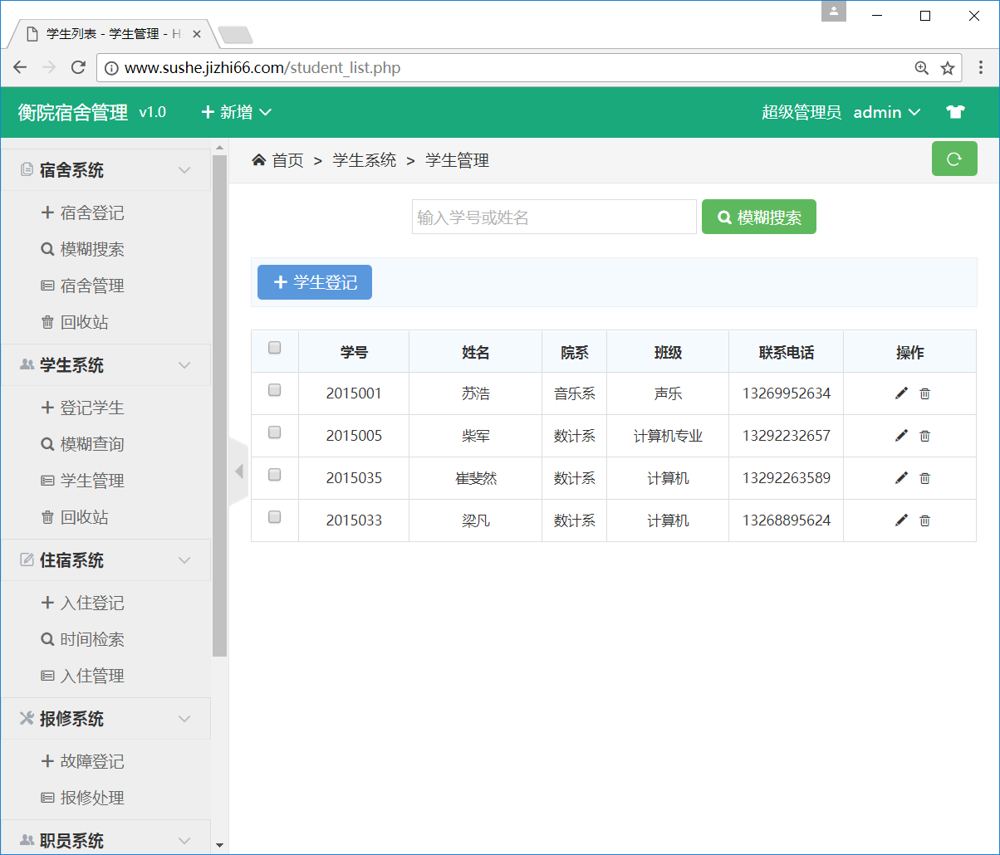 学生列表 - 学生管理 - H
www.sushe.jizhi66.com/student_list.php
衡院宿舍管理 v1.0 新增 超级管理员 admin
首页 > 学生系统 > 学生管理
输入学号或姓名 模糊搜索
学生登记
学号 姓名 院系 班级 联系电话 操作
2015001 苏浩 音乐系 声乐 13269952634
2015005 柴军 数计系 计算机专业 13292232657
2015035 崔斐然 数计系 计算机 13292263589
2015033 梁凡 数计系 计算机 13268895624
宿舍系统
宿舍登记
模糊搜索
宿舍管理
回收站
学生系统
登记学生
模糊查询
学生管理
回收站
住宿系统
入住登记
时间检索
入住管理
报修系统
故障登记
报修处理
职员系统